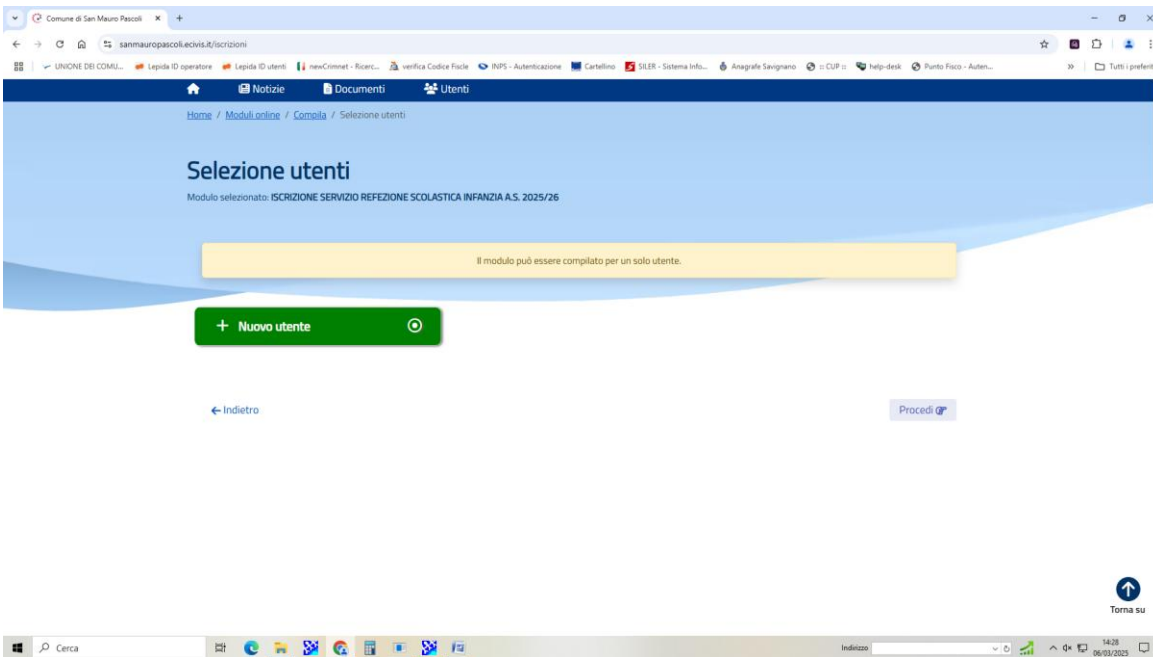 Comune di San Mauro Pascoli
sanmauropascoli.ecivis.it/iscrizioni
UNIONE DEI COMU... Lepida ID operatore Lepida ID utenti newCrimnet - Ricerc... verifica Codice Fiscle INPS - Autenticazione Cartellino SILER - Sistema Info... Anagrafe Savignano :: CUP :: help-desk Punto Fisco - Auten... » Tutti i preferit
Notizie Documenti Utenti
Home / Moduli online / Compila / Selezione utenti
Selezione utenti
Modulo selezionato: ISCRIZIONE SERVIZIO REFEZIONE SCOLASTICA INFANZIA A.S. 2025/26
Il modulo può essere compilato per un solo utente.
+ Nuovo utente
← Indietro Procedi
Torna su
Cerca Indirizzo 14:28
06/03/2025